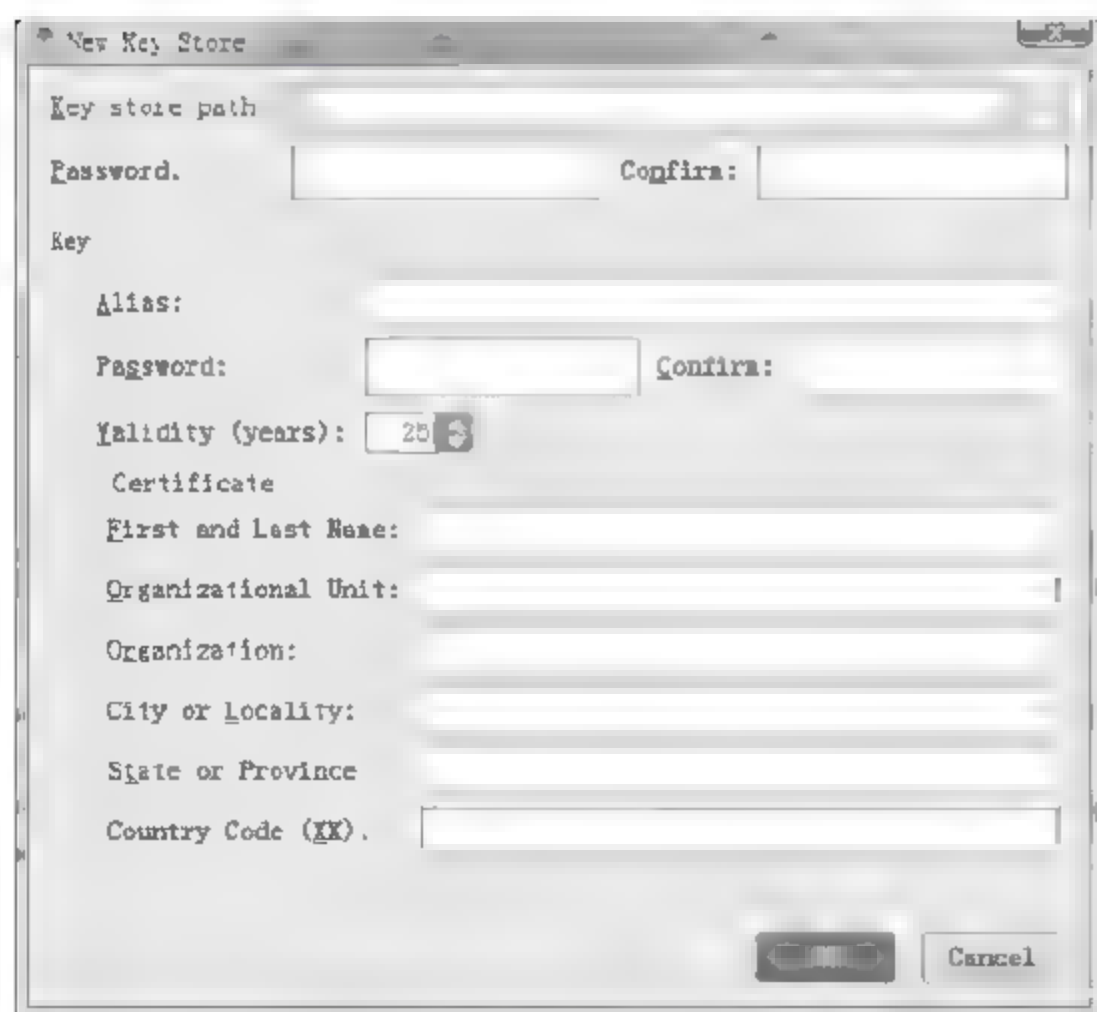 New Key Store
Key store path
Password. Confirm:
Key
Alias:
Password: Confirm:
Validity (years): 25
Certificate
First and Last Name:
Organizational Unit:
Organization:
City or Locality:
State or Province
Country Code (XX).
Cancel